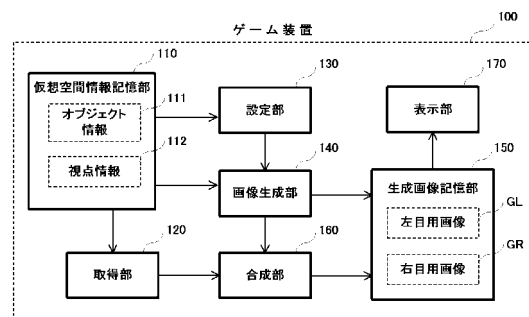 ゲーム装置
100
110
130
170
仮想空間情報記憶部
111
オブジェクト
情報
設定部
表示部
112
140
150
視点情報
画像生成部
生成画像記憶部
GL
左目用画像
120
160
GR
取得部
合成部
右目用画像